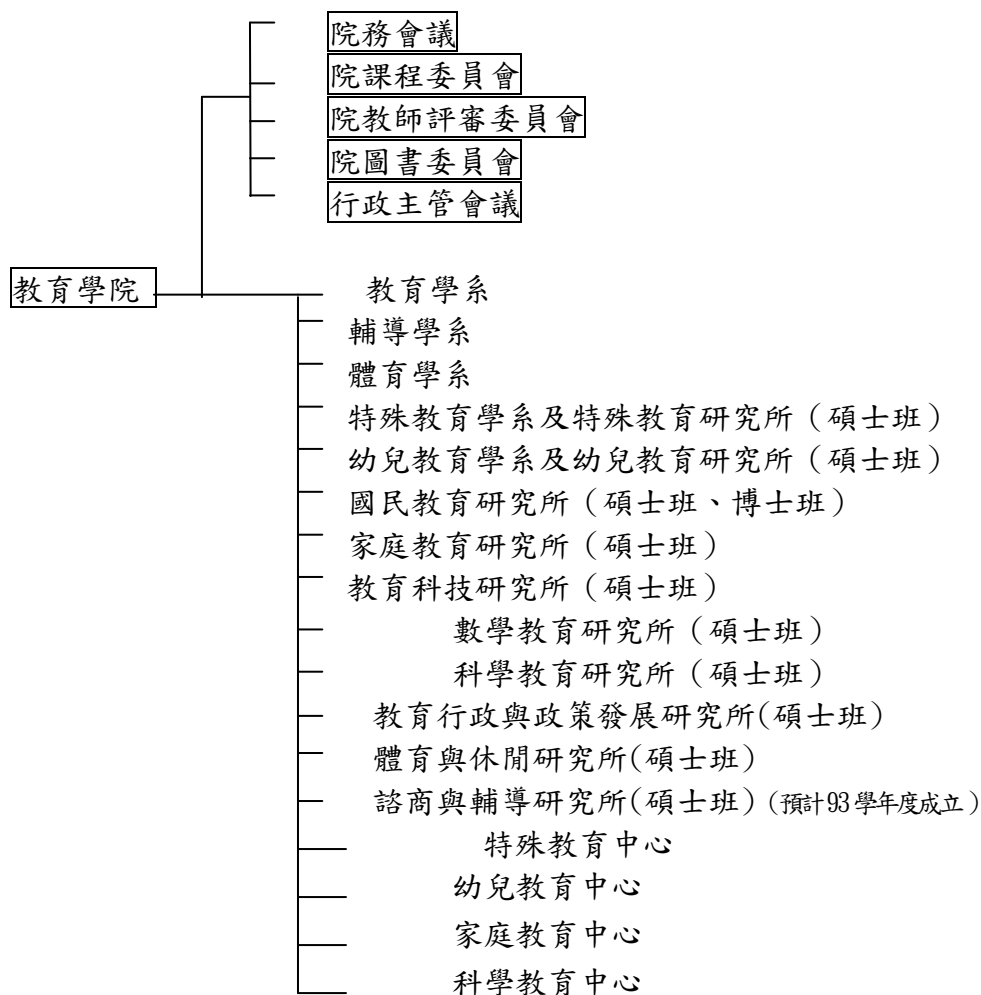 院務會議
院課程委員會
院教師評審委員會
院圖書委員會
行政主管會議
教育學院
教育學系
輔導學系
體育學系
特殊教育學系及特殊教育研究所（碩士班）
幼兒教育學系及幼兒教育研究所（碩士班）
國民教育研究所（碩士班、博士班）
家庭教育研究所（碩士班）
教育科技研究所（碩士班）
數學教育研究所（碩士班）
科學教育研究所（碩士班）
教育行政與政策發展研究所(碩士班)
體育與休閒研究所(碩士班)
諮商與輔導研究所(碩士班)(預計93學年度成立)
特殊教育中心
幼兒教育中心
家庭教育中心
科學教育中心